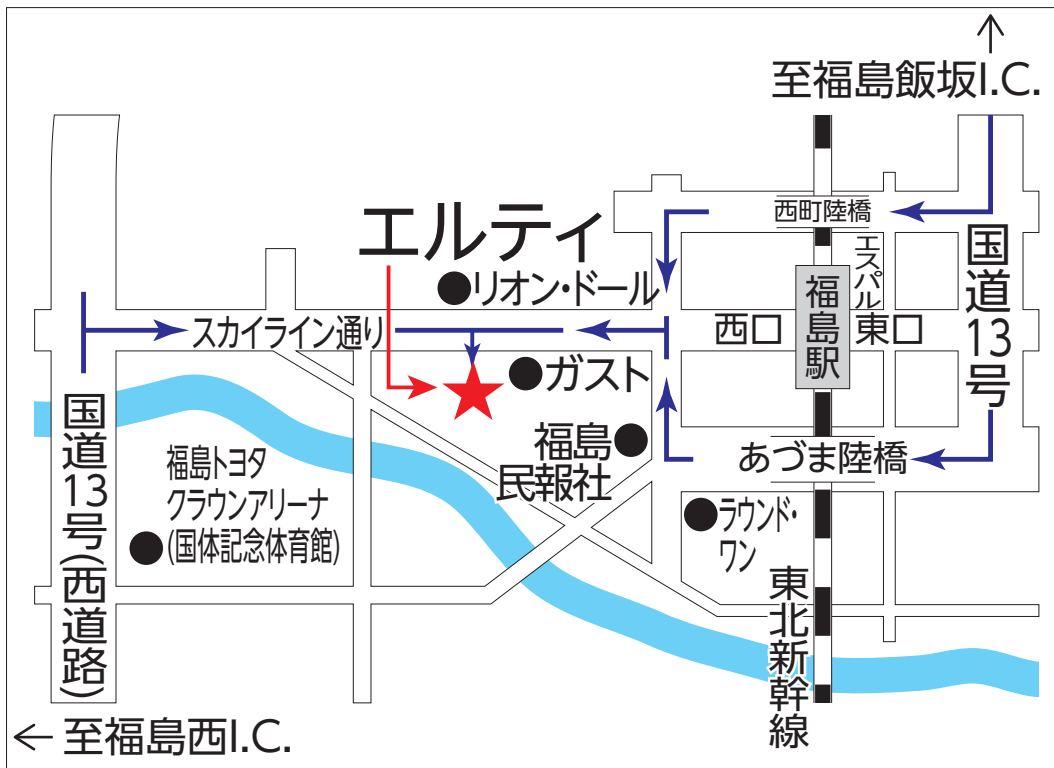 至福島飯坂I.C.
西町陸橋
エルティ
エスパル
リオン・ドール
国道13号
福島駅
スカイライン通り
西口
東口
ガスト
国道13号(西道路)
福島
民報社
あづま陸橋
福島トヨタ
クラウンアリーナ
(国体記念体育館)
ラウンド・
ワン
東北新幹線
至福島西I.C.